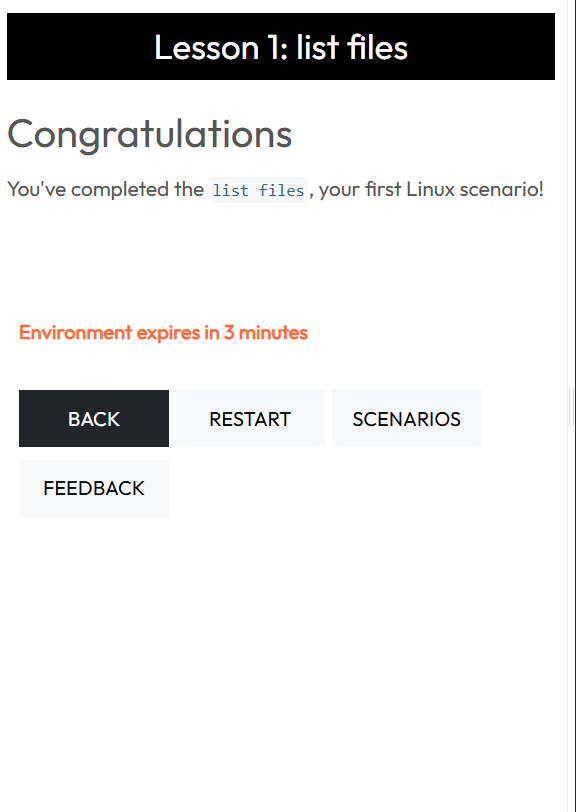 Lesson 1: list files
Congratulations
You've completed the list files, your first Linux scenario!
Environment expires in 3 minutes
BACK RESTART SCENARIOS
FEEDBACK